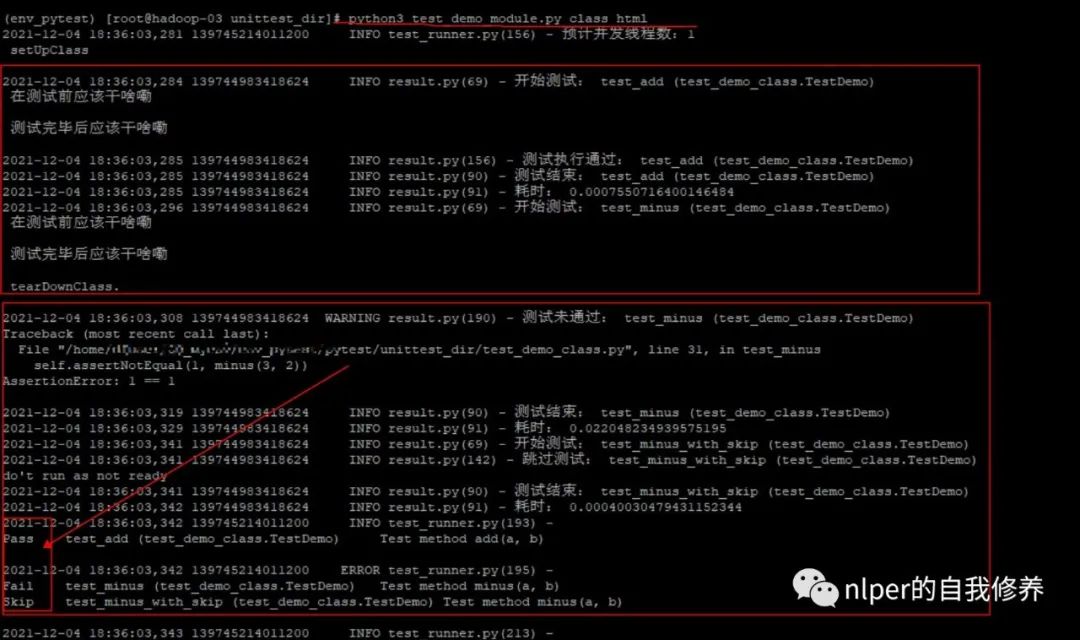 (env_pytest) [root@hadoop-03 unittest_dir]# python3 test_demo_module.py class html
2021-12-04 18:36:03,281 139745214011200 INFO test_runner.py(156) - 预计并发线程数: 1
setUpClass
2021-12-04 18:36:03,284 139744983418624 INFO result.py(69) - 开始测试: test_add (test_demo_class.TestDemo)
在测试前应该干啥嘞
测试完毕后应该干啥嘞
2021-12-04 18:36:03,285 139744983418624 INFO result.py(156) - 测试执行通过: test_add (test_demo_class.TestDemo)
2021-12-04 18:36:03,285 139744983418624 INFO result.py(90) - 测试结束: test_add (test_demo_class.TestDemo)
2021-12-04 18:36:03,285 139744983418624 INFO result.py(91) - 耗时: 0.0007550716400146484
2021-12-04 18:36:03,296 139744983418624 INFO result.py(69) - 开始测试: test_minus (test_demo_class.TestDemo)
在测试前应该干啥嘞
测试完毕后应该干啥嘞
tearDownClass.
2021-12-04 18:36:03,308 139744983418624 WARNING result.py(190) - 测试未通过: test_minus (test_demo_class.TestDemo)
Traceback (most recent call last):
File "/home/ /pytest/unittest_dir/test_demo_class.py", line 31, in test_minus
self.assertNotEqual(1, minus(3, 2))
AssertionError: 1 == 1
2021-12-04 18:36:03,319 139744983418624 INFO result.py(90) - 测试结束: test_minus (test_demo_class.TestDemo)
2021-12-04 18:36:03,329 139744983418624 INFO result.py(91) - 耗时: 0.022048234939575195
2021-12-04 18:36:03,341 139744983418624 INFO result.py(69) - 开始测试: test_minus_with_skip (test_demo_class.TestDemo)
2021-12-04 18:36:03,341 139744983418624 INFO result.py(142) - 跳过测试: test_minus_with_skip (test_demo_class.TestDemo)
do't run as not ready
2021-12-04 18:36:03,341 139744983418624 INFO result.py(90) - 测试结束: test_minus_with_skip (test_demo_class.TestDemo)
2021-12-04 18:36:03,342 139744983418624 INFO result.py(91) - 耗时: 0.00040030479431152344
2021-12-04 18:36:03,342 139745214011200 INFO test_runner.py(193) -
Pass test_add (test_demo_class.TestDemo) Test method add(a, b)
2021-12-04 18:36:03,342 139745214011200 ERROR test_runner.py(195) -
Fail test_minus (test_demo_class.TestDemo) Test method minus(a, b)
Skip test_minus_with_skip (test_demo_class.TestDemo) Test method minus(a, b)
2021-12-04 18:36:03,343 139745214011200 INFO test_runner.py(213) -
nlper的自我修养